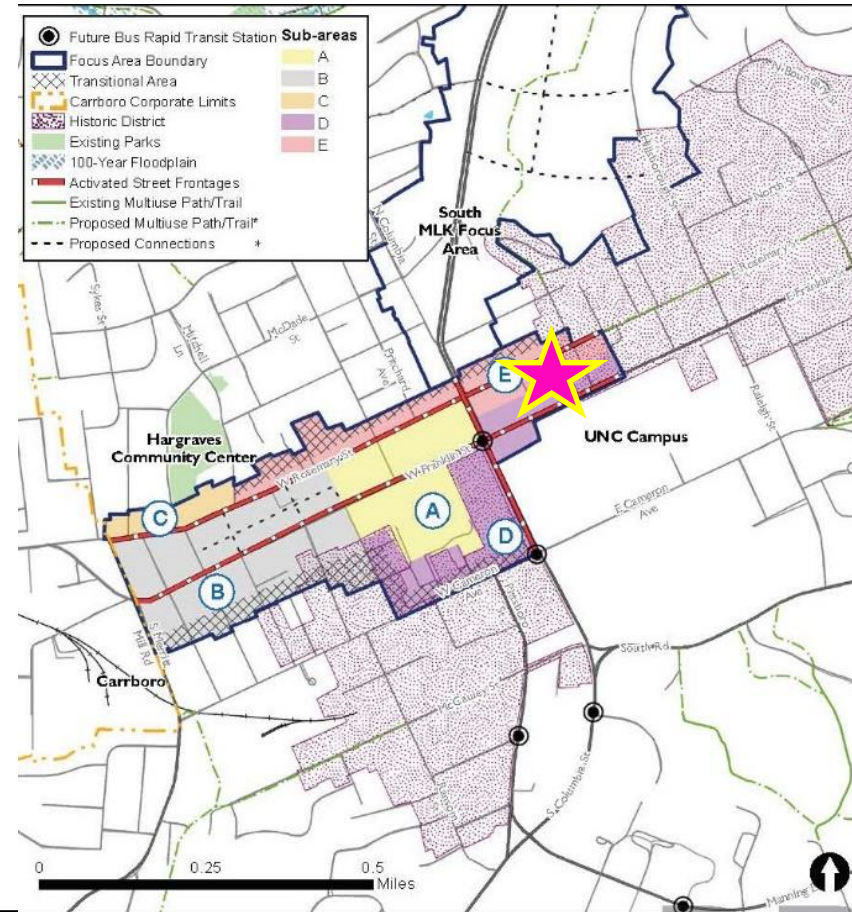 Future Bus Rapid Transit Station
Focus Area Boundary
Transitional Area
Carrboro Corporate Limits
Historic District
Existing Parks
100-Year Floodplain
Activated Street Frontages
Existing Multiuse Path/Trail
Proposed Multiuse Path/Trail*
Proposed Connections *
Sub-areas
A
B
C
D
E
N Columbia St
South
MLK Focus
Area
North St
E Rosemary
E Franklin
Sykes St
Mitchell Ln
McDade St
Pritchard Ave
E
Raleigh St
Hargraves
Community Center
UNC Campus
W Rosemary St
W Franklin St
E Cameron Ave
C
A
D
B
W Cameron Ave
S Merritt Mill Rd
Carrboro
South Rd
McCauley St
S Columbia St
Manning
0
0.25
0.5
Miles